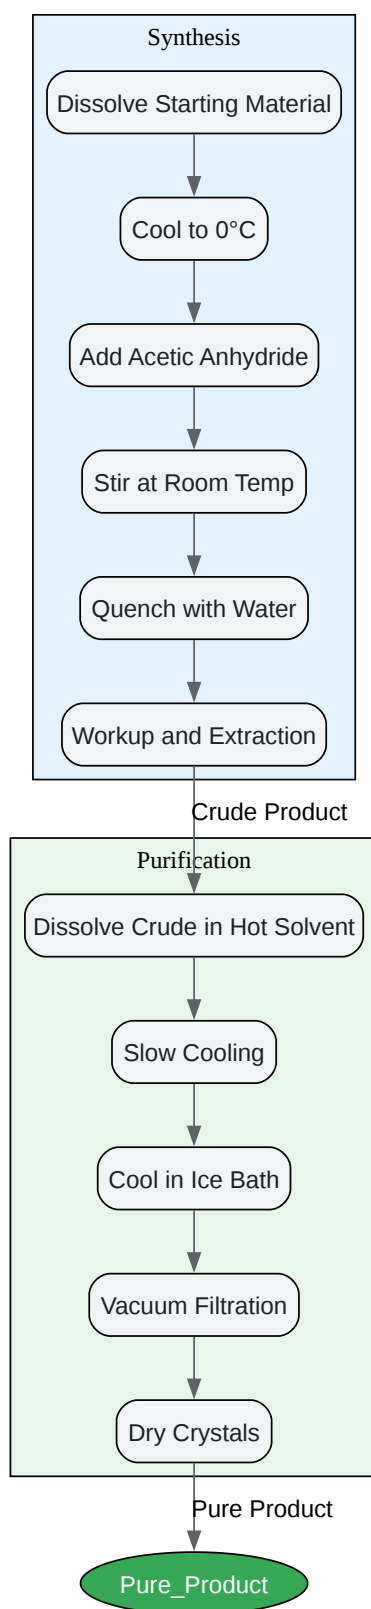 Synthesis
Dissolve Starting Material
Cool to 0°C
Add Acetic Anhydride
Stir at Room Temp
Quench with Water
Workup and Extraction
Crude Product
Purification
Dissolve Crude in Hot Solvent
Slow Cooling
Cool in Ice Bath
Vacuum Filtration
Dry Crystals
Pure Product
Pure_Product